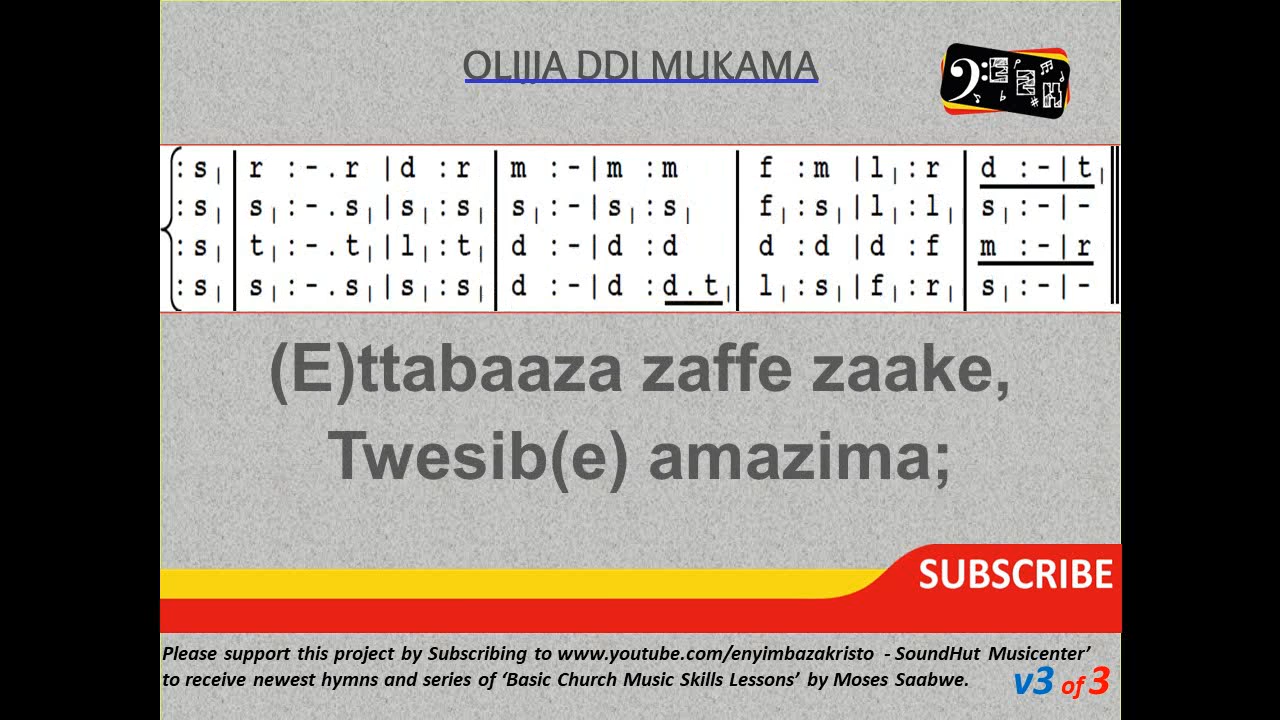 OLIJJA DDI MUKAMA
EZH
:s, | r :-.r |d :r | m :-|m :m | f :m |l,:r | d :-|t, ||
:s, | s,:-.s,|s,:s, | s,:-|s,:s, | f,:s,|l,:l, | s,:-|- ||
:s, | t,:-.t,|l,:t, | d :-|d :d | d :d |d :f | m :-|r ||
:s, | s,:-.s,|s,:s, | d :-|d :d.t, | l,:s,|f,:r, | s,:-|- ||
(E)ttabaaza zaffe zaake,
Twesib(e) amazima;
SUBSCRIBE
Please support this project by Subscribing to www.youtube.com/enyimbazakristo - SoundHut Musicenter’
to receive newest hymns and series of ‘Basic Church Music Skills Lessons’ by Moses Saabwe.
v3 of 3